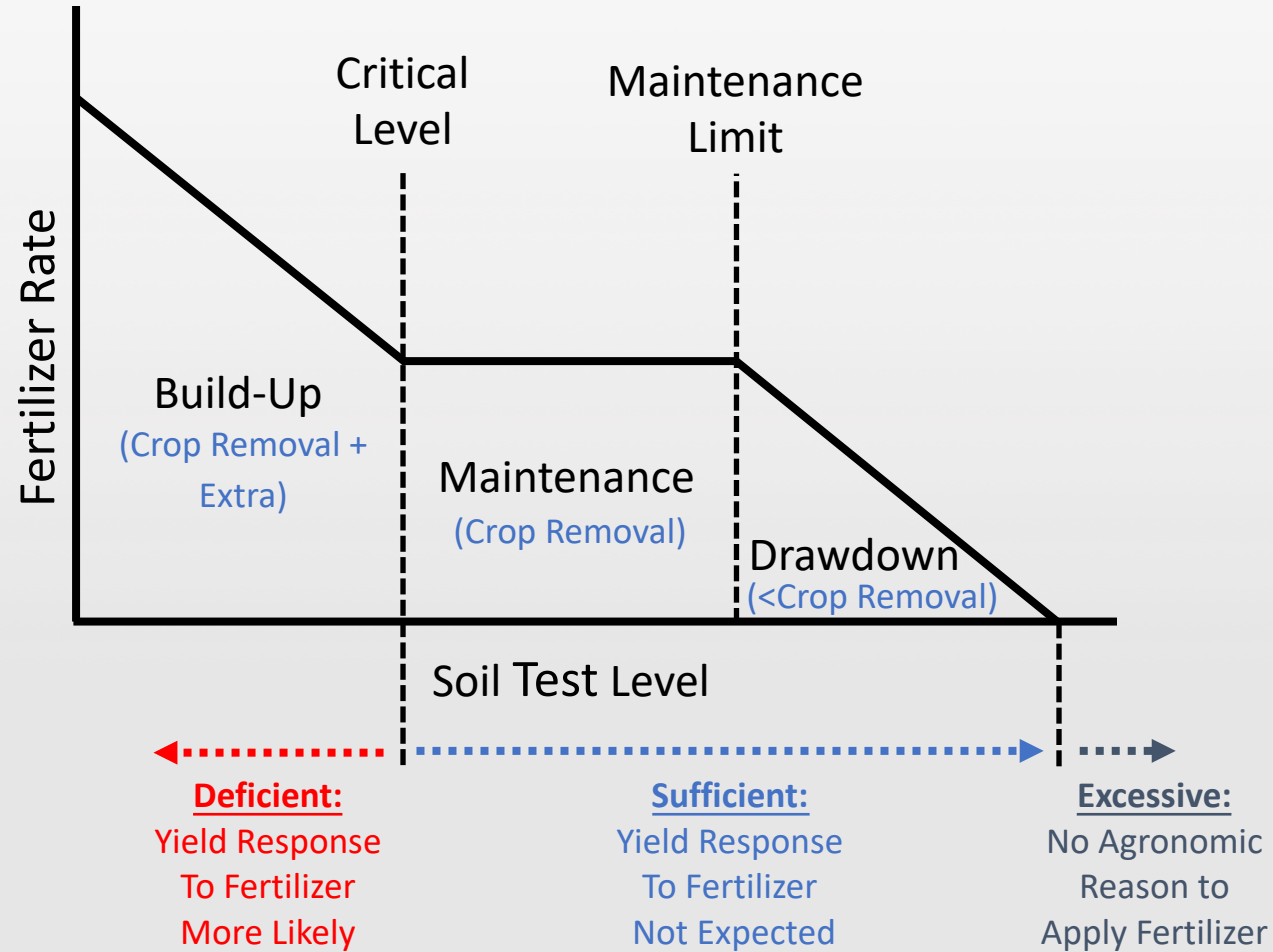 Fertilizer Rate
Critical
Level
Maintenance
Limit
Build-Up
(Crop Removal +
Extra)
Maintenance
(Crop Removal)
Drawdown
(<Crop Removal)
Soil Test Level
Deficient:
Yield Response
To Fertilizer
More Likely
Sufficient:
Yield Response
To Fertilizer
Not Expected
Excessive:
No Agronomic
Reason to
Apply Fertilizer